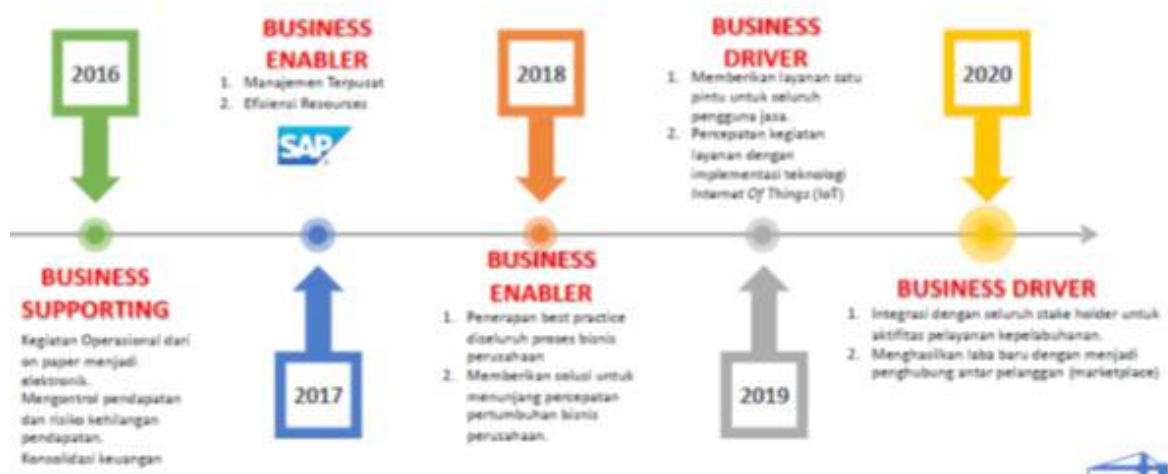 2016
BUSINESS
SUPPORTING
Kegiatan Operasional dari
on paper menjadi
elektronik.
Mengontrol pendapatan
dan risiko kehilangan
pendapatan.
Konsolidasi keuangan
BUSINESS
ENABLER
1. Manajemen Terpusat
2. Efisiensi Resources
SAP
2017
2018
BUSINESS
ENABLER
1. Penerapan best practice
diseluruh proses bisnis
perusahaan
2. Memberikan solusi untuk
menunjang percepatan
pertumbuhan bisnis
perusahaan.
BUSINESS
DRIVER
1. Memberikan layanan satu
pintu untuk seluruh
pengguna jasa.
2. Percepatan kegiatan
layanan dengan
implementasi teknologi
Internet Of Things (IoT)
2019
2020
BUSINESS DRIVER
1. Integrasi dengan seluruh stake holder untuk
aktifitas pelayanan kepelabuhanan.
2. Menghasilkan laba baru dengan menjadi
penghubung antar pelanggan (marketplace)